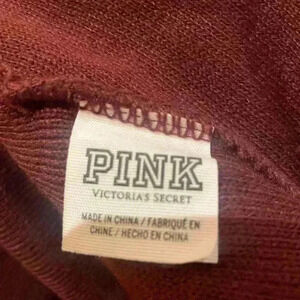 PINK
VICTORIA'S SECRET
MADE IN CHINA / FABRIQUÉ EN
CHINE / HECHO EN CHINA